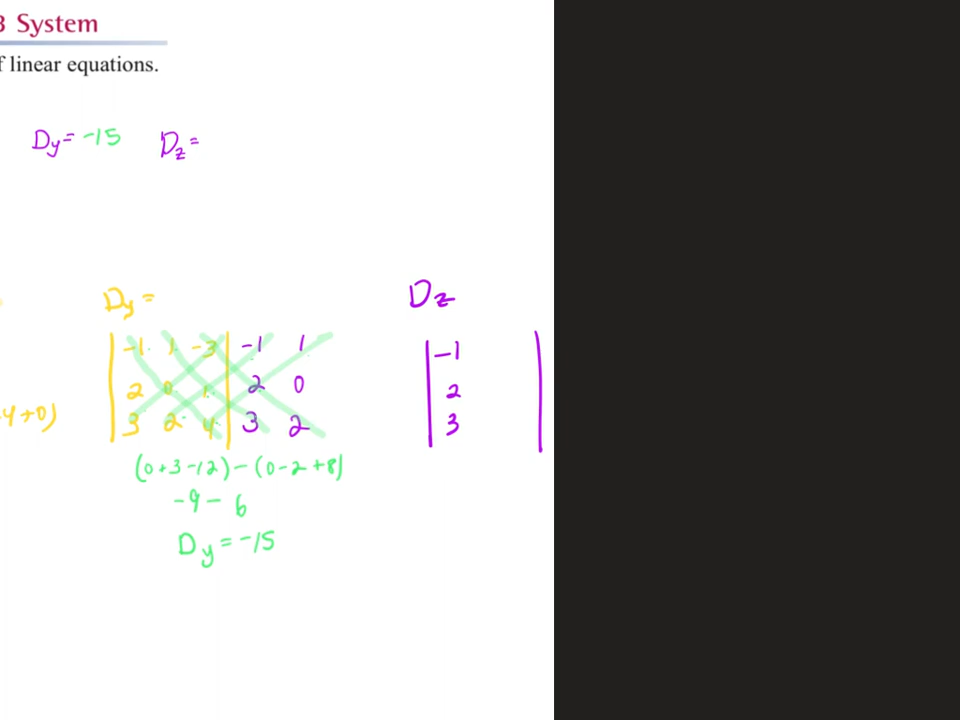 3 System
f linear equations.
Dy= -15 Dz=
Dy = Dz
-1 1 -3 -1 1 -1
2 0 1 2 0 2
3 2 4 3 2 3
-4+0)
(0+3-12)-(0-2+8)
-9-6
Dy=-15